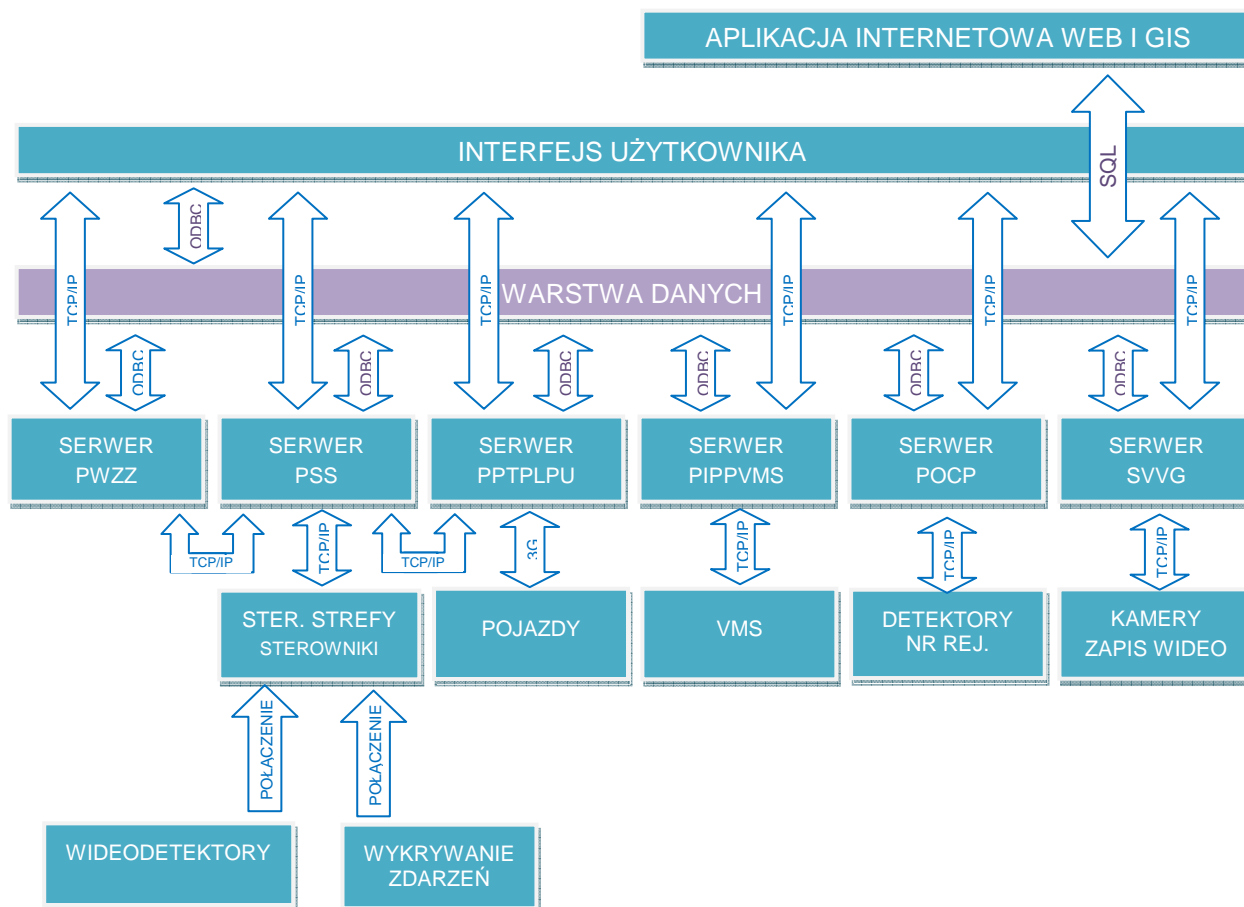 APLIKACJA INTERNETOWA WEB I GIS
INTERFEJS UŻYTKOWNIKA
SQL
ODBC
WARSTWA DANYCH
TCP/IP
TCP/IP
TCP/IP
TCP/IP
TCP/IP
TCP/IP
ODBC
ODBC
ODBC
ODBC
ODBC
ODBC
SERWER
PWZZ
SERWER
PSS
SERWER
PPTPLPU
SERWER
PIPPVMS
SERWER
POCP
SERWER
SVVG
TCP/IP
TCP/IP
TCP/IP
3G
TCP/IP
TCP/IP
TCP/IP
STER. STREFY
STEROWNIKI
POJAZDY
VMS
DETEKTORY
NR REJ.
KAMERY
ZAPIS WIDEO
POŁĄCZENIE
POŁĄCZENIE
WIDEODETEKTORY
WYKRYWANIE
ZDARZEŃ